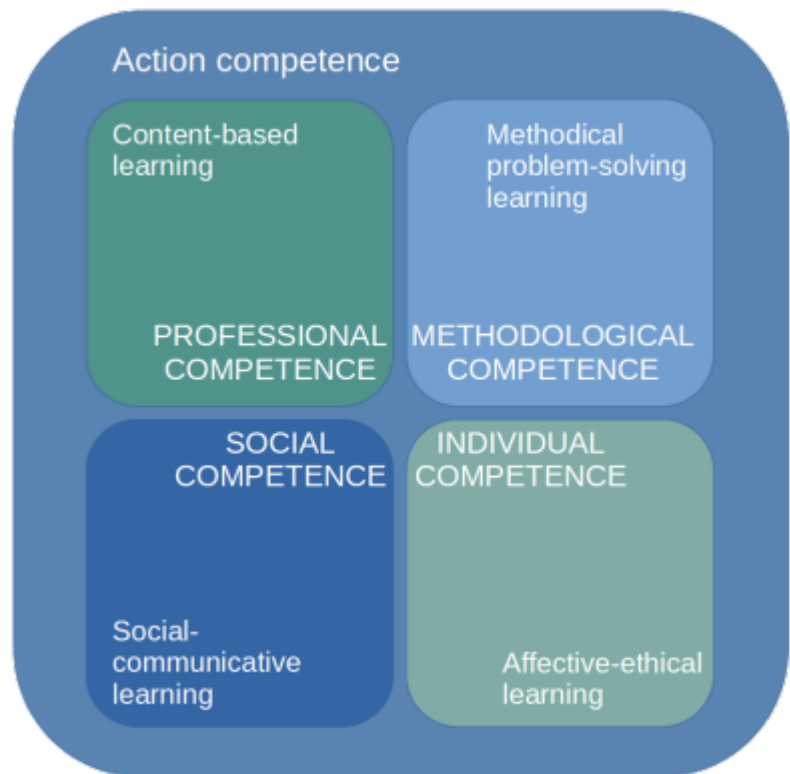 Action competence
Content-based
learning
PROFESSIONAL
COMPETENCE
Methodical
problem-solving
learning
METHODOLOGICAL
COMPETENCE
SOCIAL
COMPETENCE
Social-
communicative
learning
INDIVIDUAL
COMPETENCE
Affective-ethical
learning